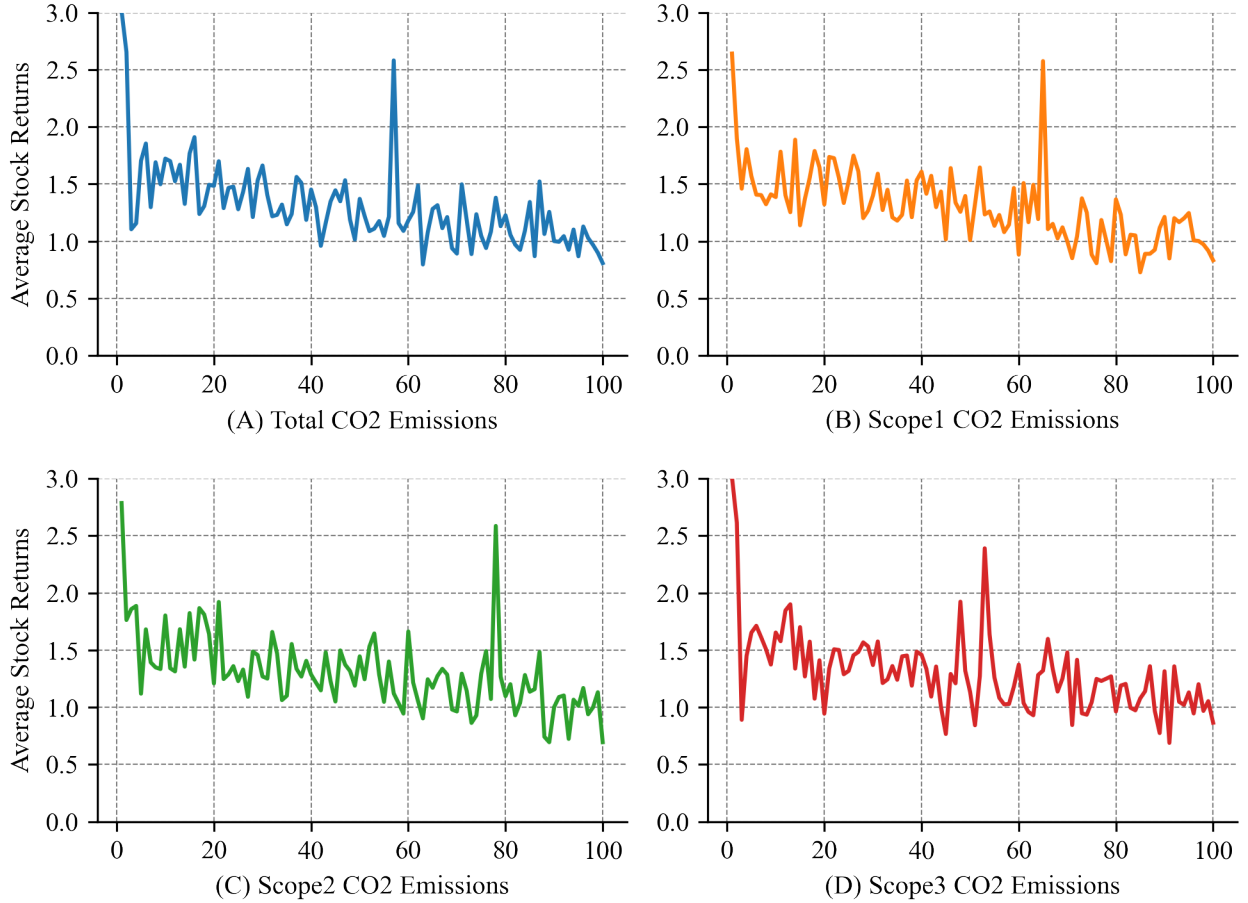 Average Stock Returns
3.0
2.5
2.0
1.5
1.0
0.5
0.0
0 20 40 60 80 100
(A) Total CO2 Emissions
3.0
2.5
2.0
1.5
1.0
0.5
0.0
0 20 40 60 80 100
(B) Scope1 CO2 Emissions
Average Stock Returns
3.0
2.5
2.0
1.5
1.0
0.5
0.0
0 20 40 60 80 100
(C) Scope2 CO2 Emissions
3.0
2.5
2.0
1.5
1.0
0.5
0.0
0 20 40 60 80 100
(D) Scope3 CO2 Emissions